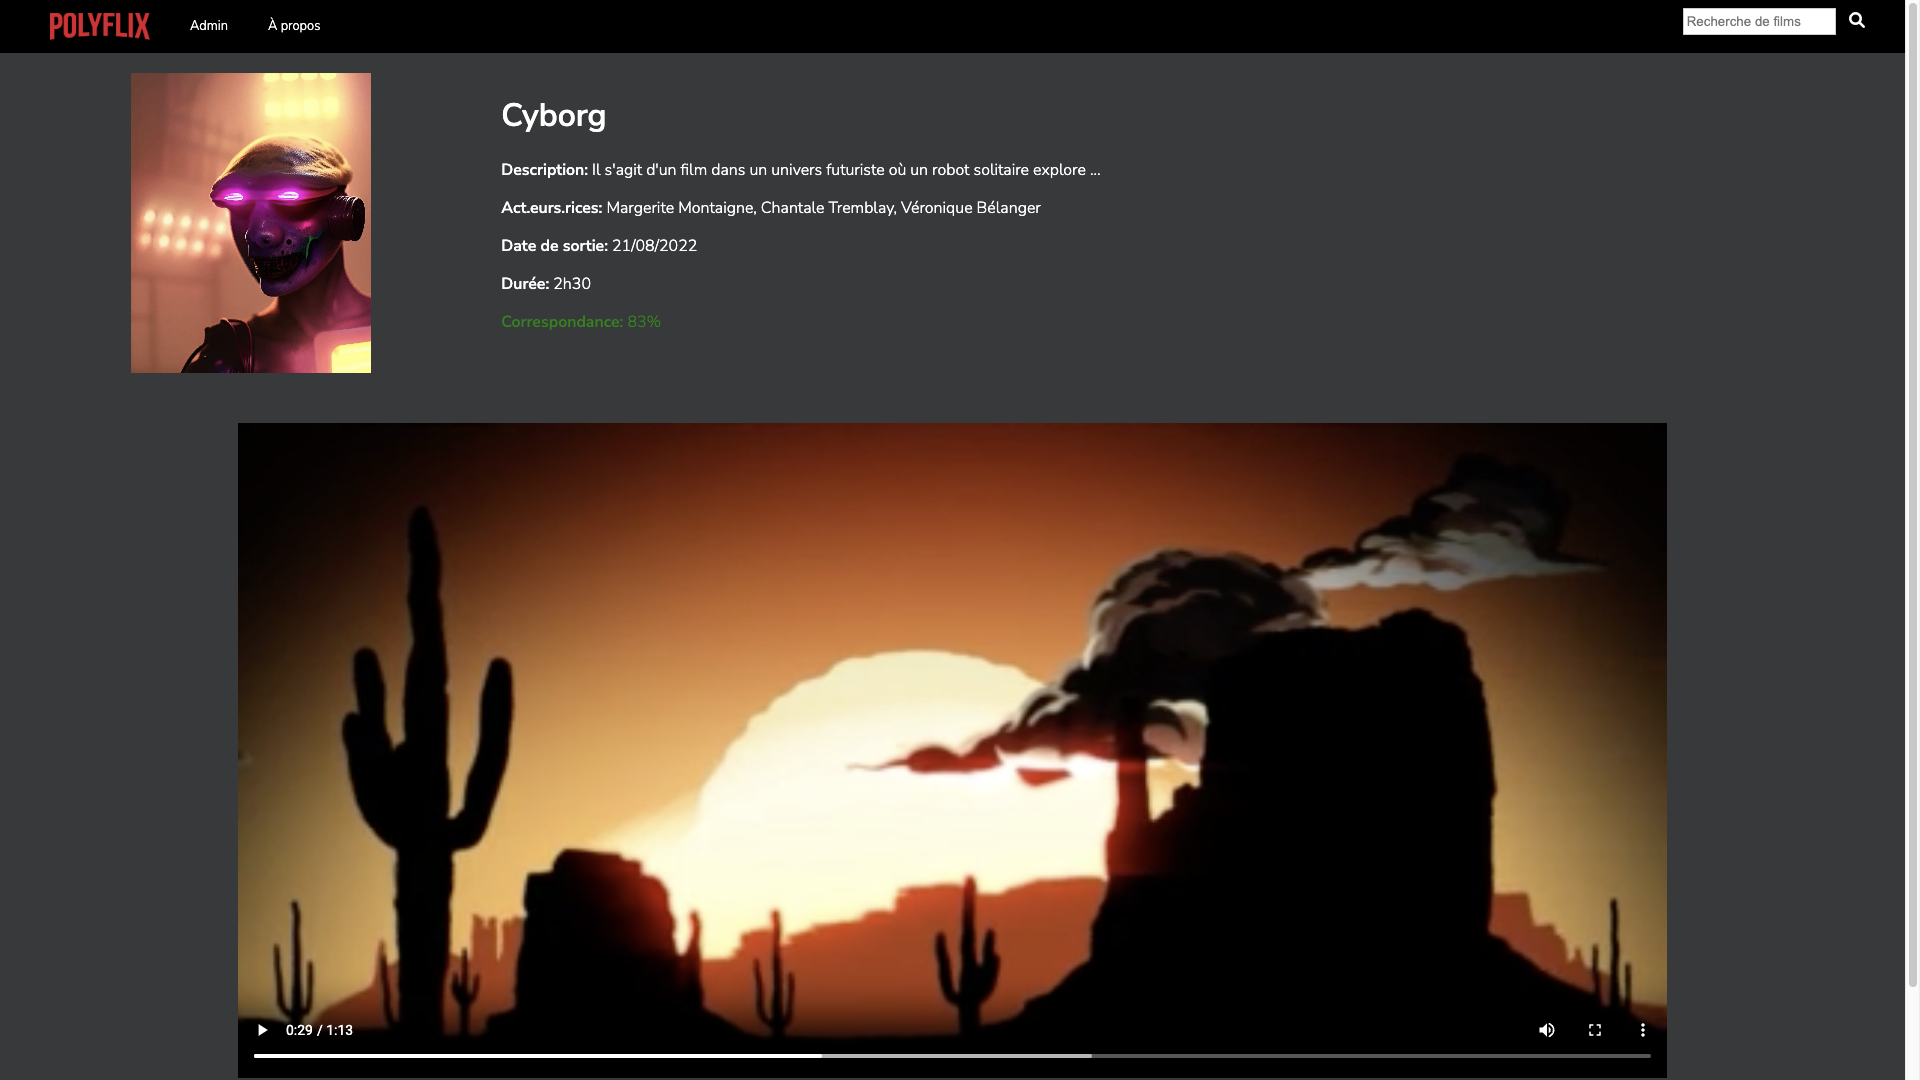 POLYFLIX
Admin
À propos
Recherche de films
Cyborg
Description: Il s'agit d'un film dans un univers futuriste où un robot solitaire explore ...
Act.eurs.rices: Margerite Montaigne, Chantale Tremblay, Véronique Bélanger
Date de sortie: 21/08/2022
Durée: 2h30
Correspondance: 83%
0:29 / 1:13